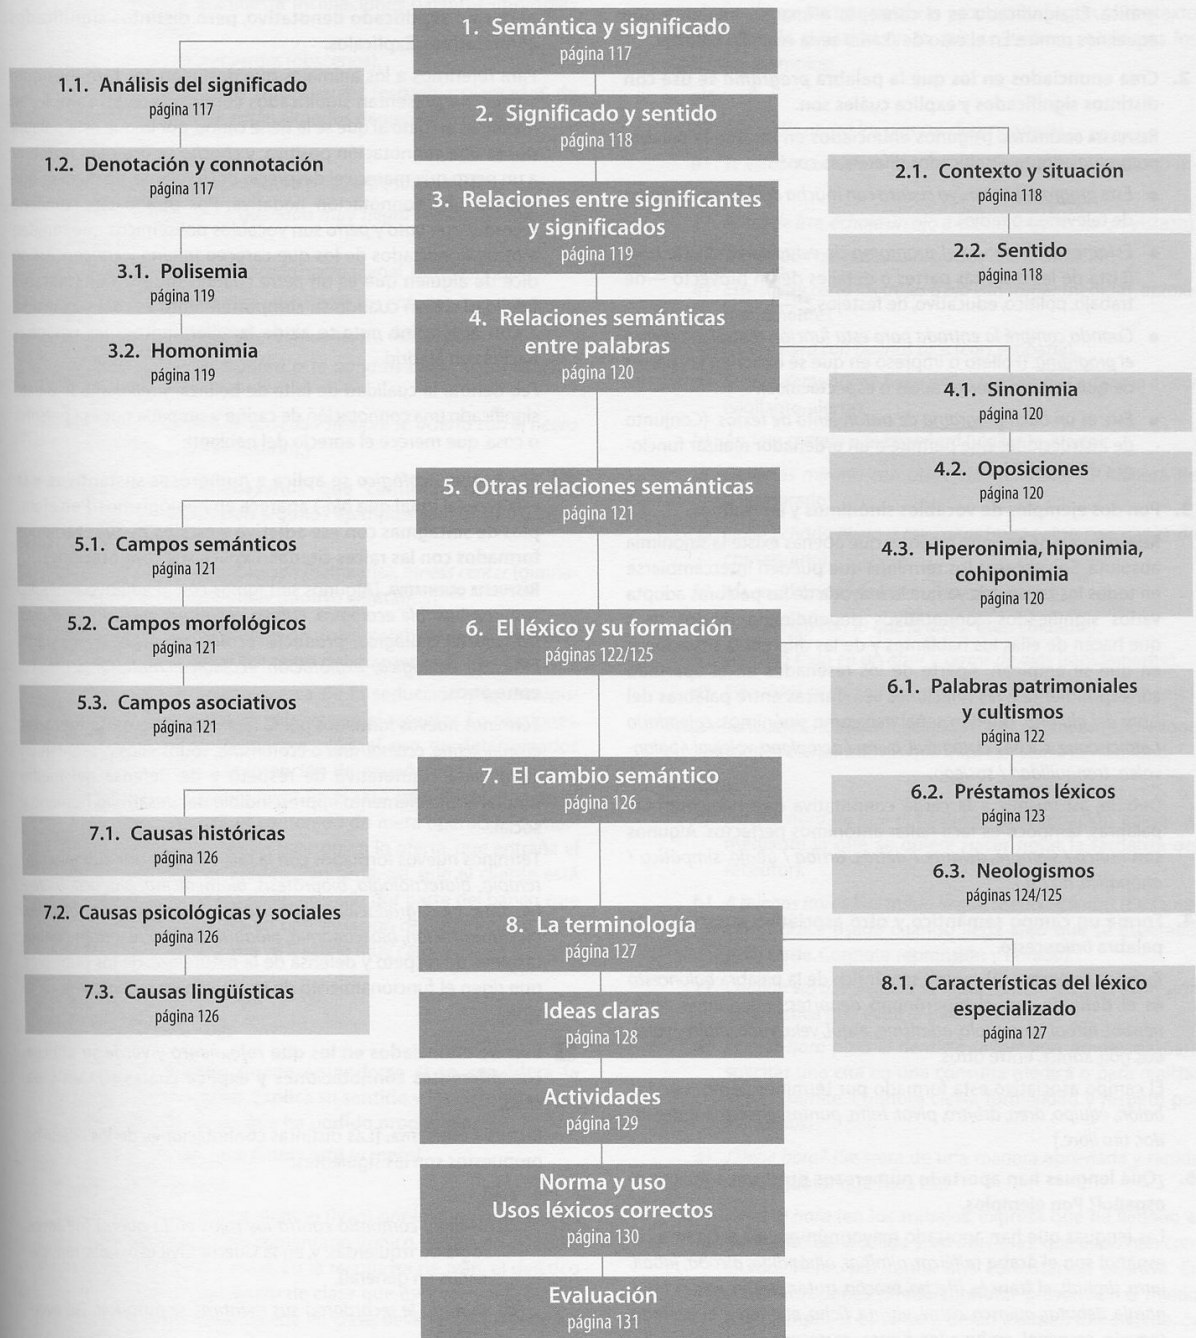 1. Semántica y significado
página 117
1.1. Análisis del significado
página 117
1.2. Denotación y connotación
página 117
2. Significado y sentido
página 118
2.1. Contexto y situación
página 118
2.2. Sentido
página 118
3. Relaciones entre significantes
y significados
página 119
3.1. Polisemia
página 119
3.2. Homonimia
página 119
4. Relaciones semánticas
entre palabras
página 120
4.1. Sinonimia
página 120
4.2. Oposiciones
página 120
4.3. Hiperonimia, hiponimia,
cohiponimia
página 120
5. Otras relaciones semánticas
página 121
5.1. Campos semánticos
página 121
5.2. Campos morfológicos
página 121
5.3. Campos asociativos
página 121
6. El léxico y su formación
páginas 122/125
6.1. Palabras patrimoniales
y cultismos
página 122
6.2. Préstamos léxicos
página 123
6.3. Neologismos
páginas 124/125
7. El cambio semántico
página 126
7.1. Causas históricas
página 126
7.2. Causas psicológicas y sociales
página 126
7.3. Causas lingüísticas
página 126
8. La terminología
página 127
8.1. Características del léxico
especializado
página 127
Ideas claras
página 128
Actividades
página 129
Norma y uso
Usos léxicos correctos
página 130
Evaluación
página 131